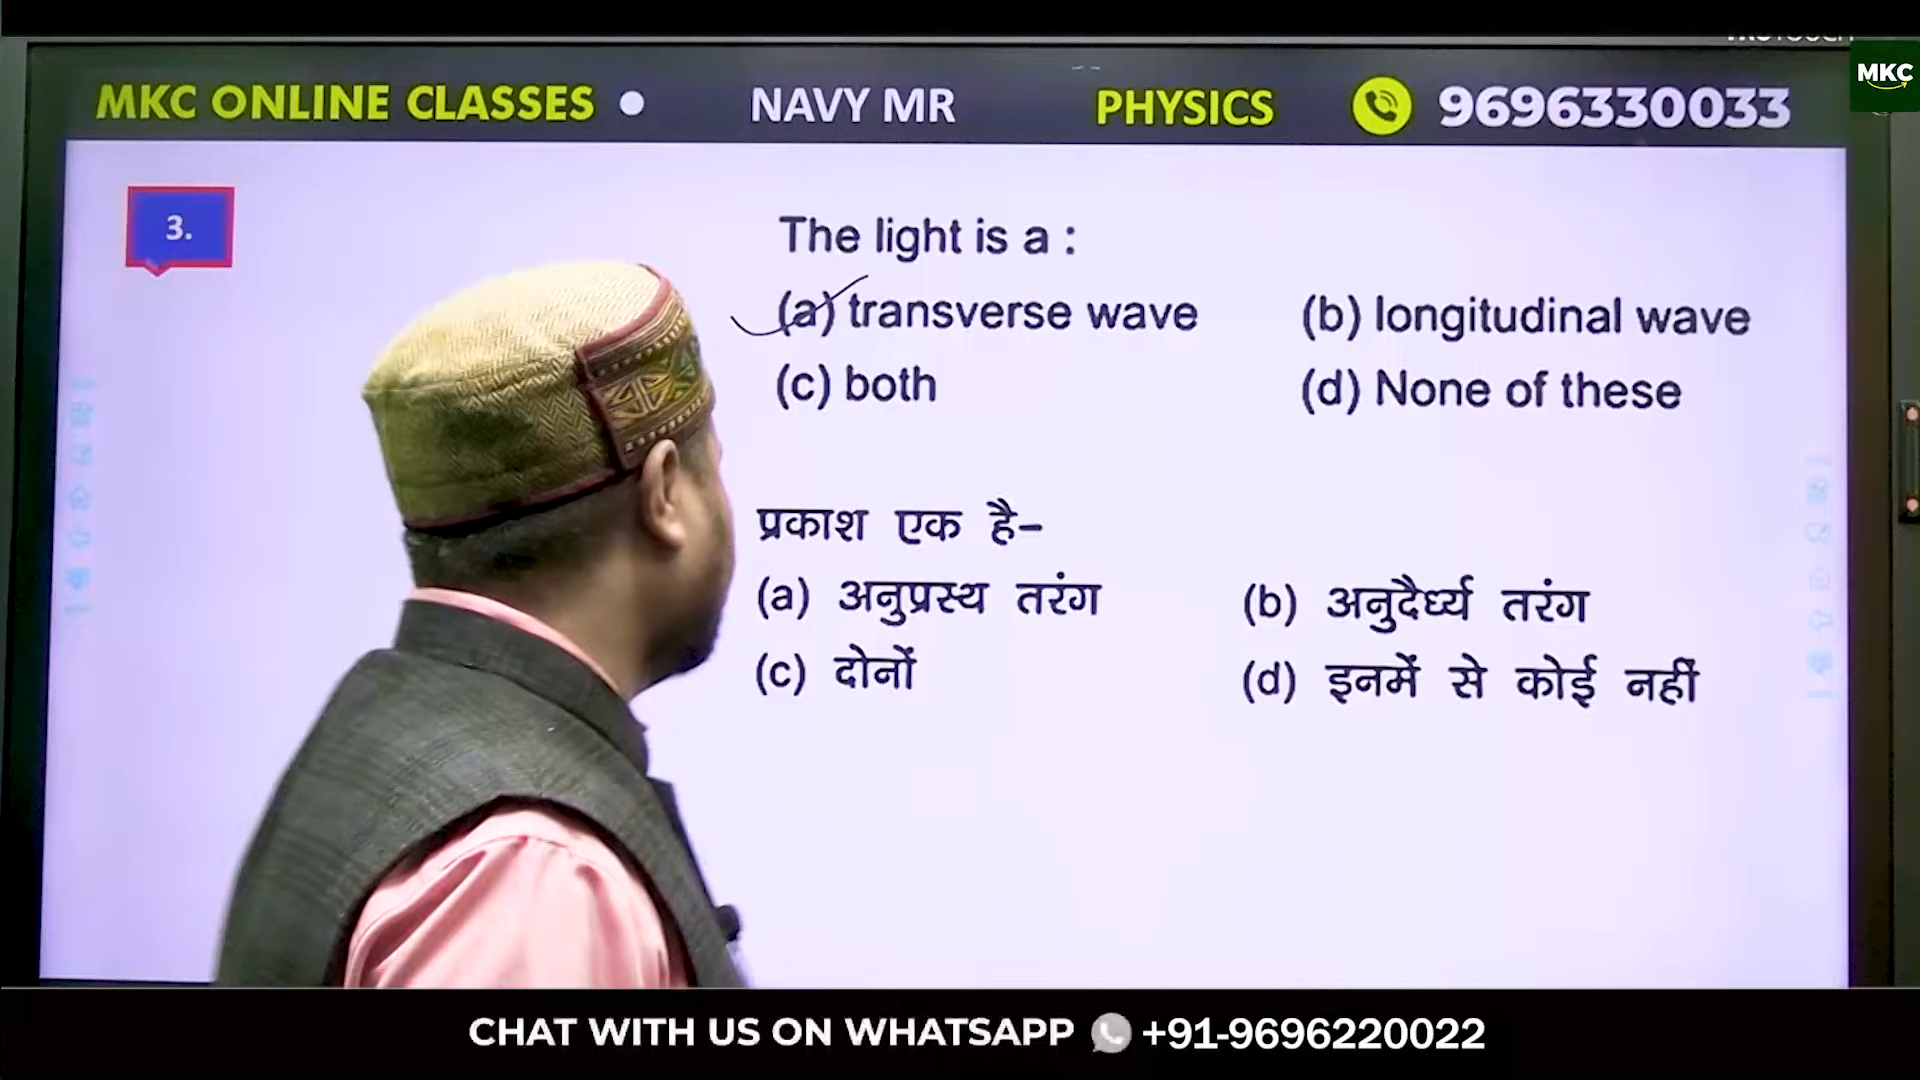 MKC
MKC ONLINE CLASSES • NAVY MR PHYSICS 9696330033
3.
The light is a :
(a) transverse wave (b) longitudinal wave
(c) both (d) None of these
प्रकाश एक है–
(a) अनुप्रस्थ तरंग (b) अनुदैर्ध्य तरंग
(c) दोनों (d) इनमें से कोई नहीं
CHAT WITH US ON WHATSAPP +91-9696220022